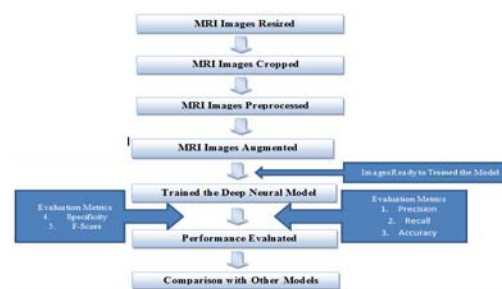 MRI Images Resized
MRI Images Cropped
MRI Images Preprocessed
MRI Images Augmented
Images Ready to Trained the Model
Trained the Deep Neural Model
Evaluation Metrics
4. Specificity
5. F-Score
Evaluation Metrics
1. Precision
2. Recall
3. Accuracy
Performance Evaluated
Comparison with Other Models